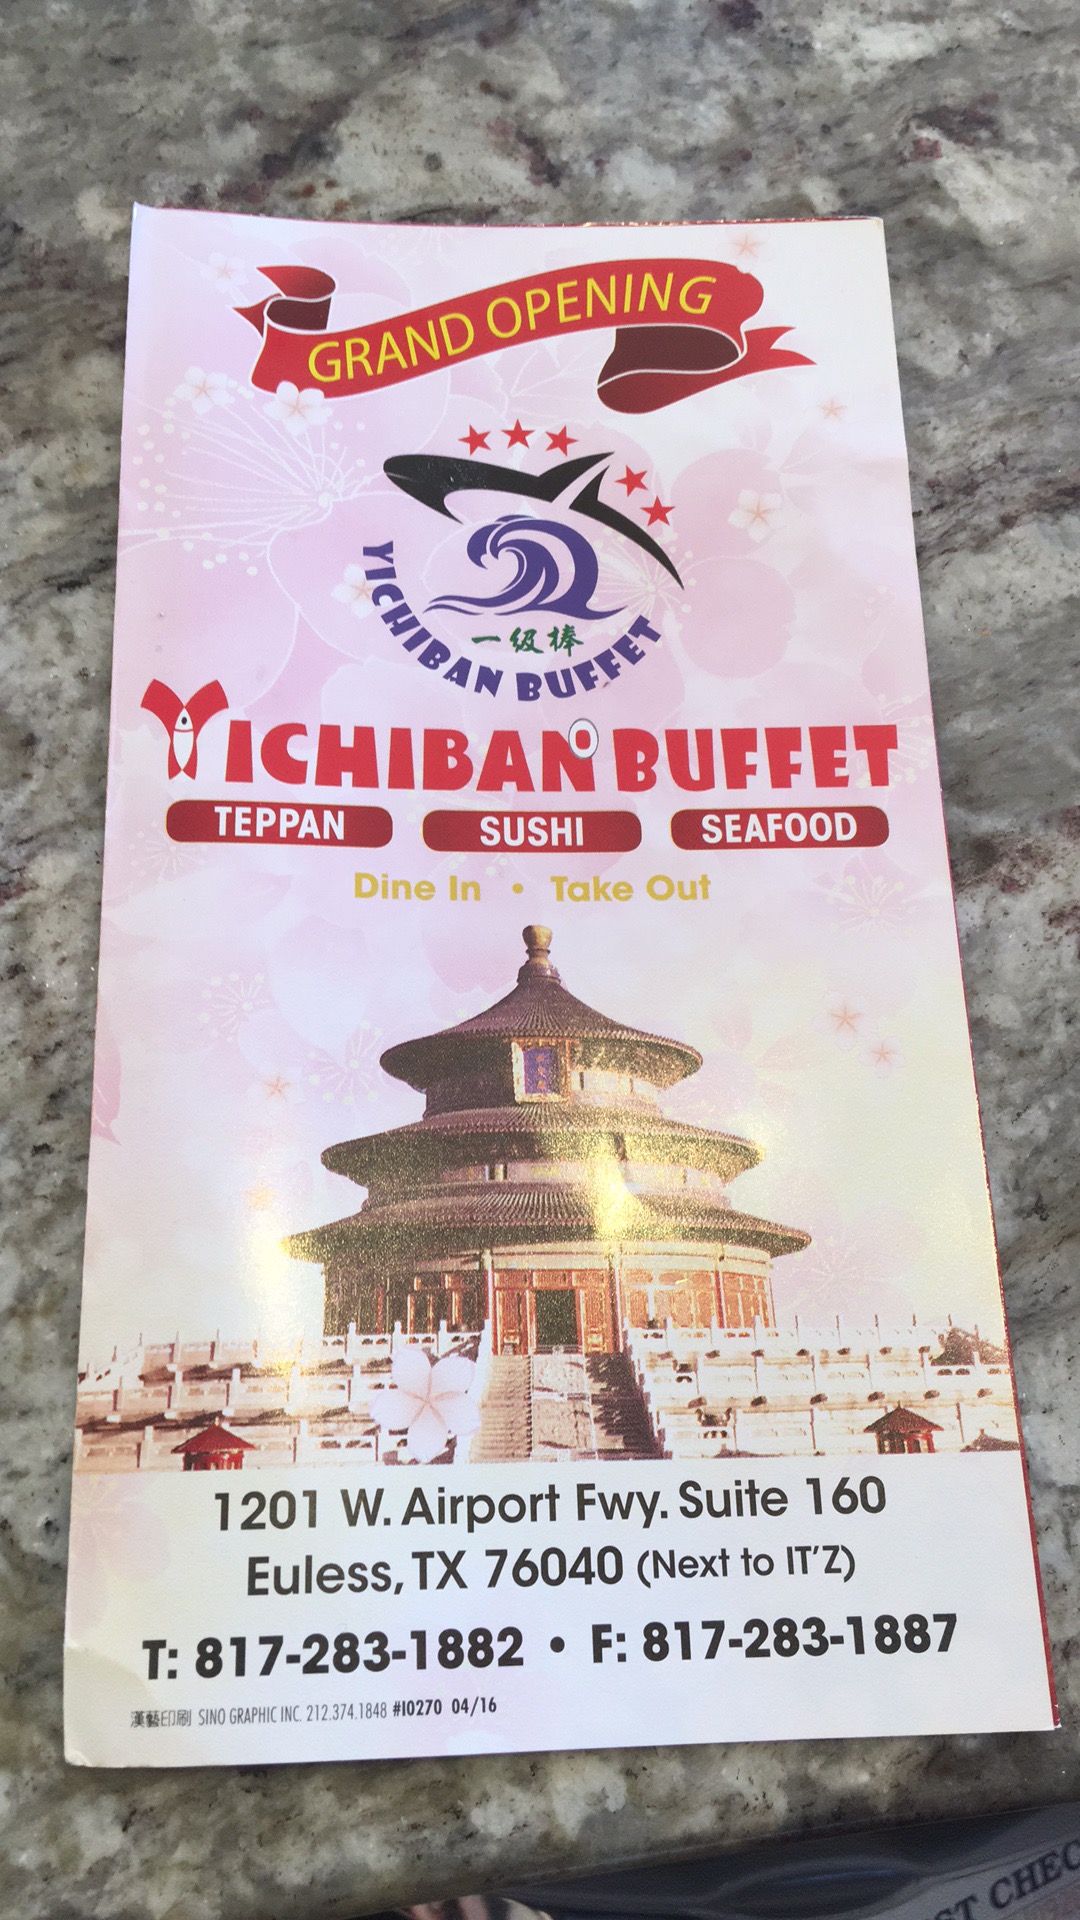 GRAND OPENING
YICHIBAN BUFFET
一级棒
YICHIBAN BUFFET
TEPPAN SUSHI SEAFOOD
Dine In • Take Out
1201 W. Airport Fwy. Suite 160
Euless, TX 76040 (Next to IT'Z)
T: 817-283-1882 • F: 817-283-1887
漢藝印刷 SINO GRAPHIC INC. 212.374.1848 #I0270 04/16